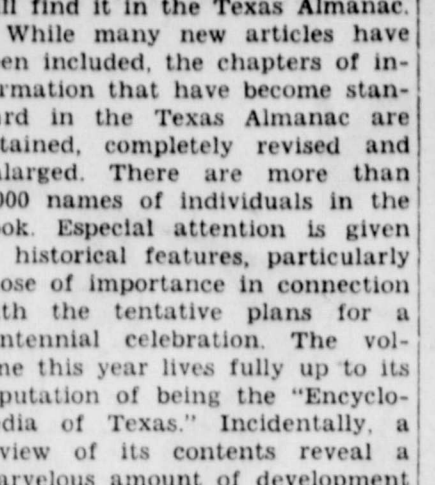 ll find it in the Texas Almanac.
While many new articles have
en included, the chapters of in-
rmation that have become stan-
rd in the Texas Almanac are
tained, completely revised and
larged. There are more than
000 names of individuals in the
ok. Especial attention is given
historical features, particularly
ose of importance in connection
th the tentative plans for a
ntennial celebration. The vol-
ne this year lives fully up to its
putation of being the "Encyclo-
dia of Texas." Incidentally, a
view of its contents reveal a
arvelous amount of development